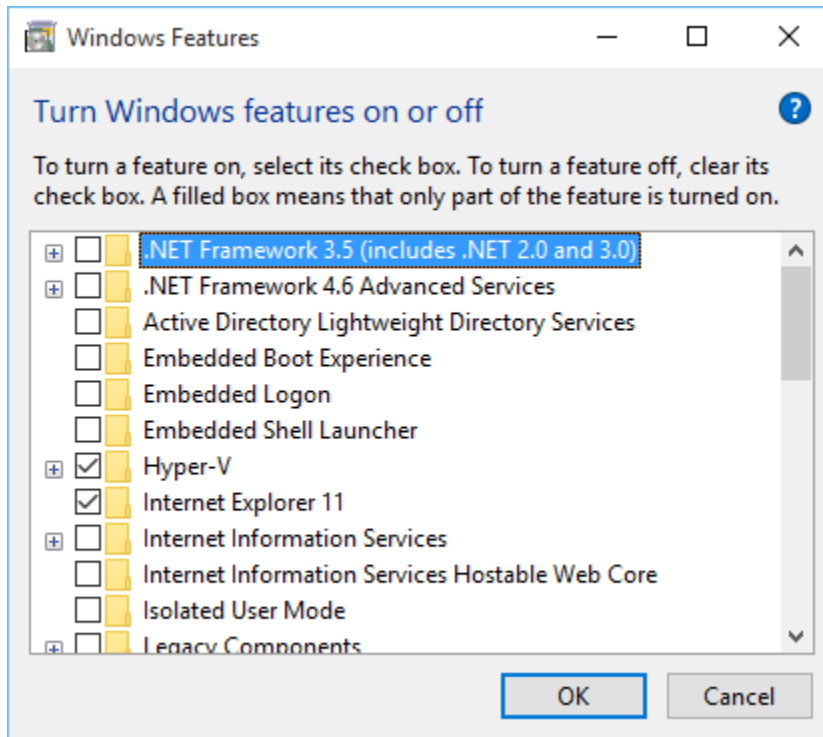 Windows Features
Turn Windows features on or off
To turn a feature on, select its check box. To turn a feature off, clear its
check box. A filled box means that only part of the feature is turned on.
.NET Framework 3.5 (includes .NET 2.0 and 3.0)
.NET Framework 4.6 Advanced Services
Active Directory Lightweight Directory Services
Embedded Boot Experience
Embedded Logon
Embedded Shell Launcher
Hyper-V
Internet Explorer 11
Internet Information Services
Internet Information Services Hostable Web Core
Isolated User Mode
Legacy Components
OK
Cancel